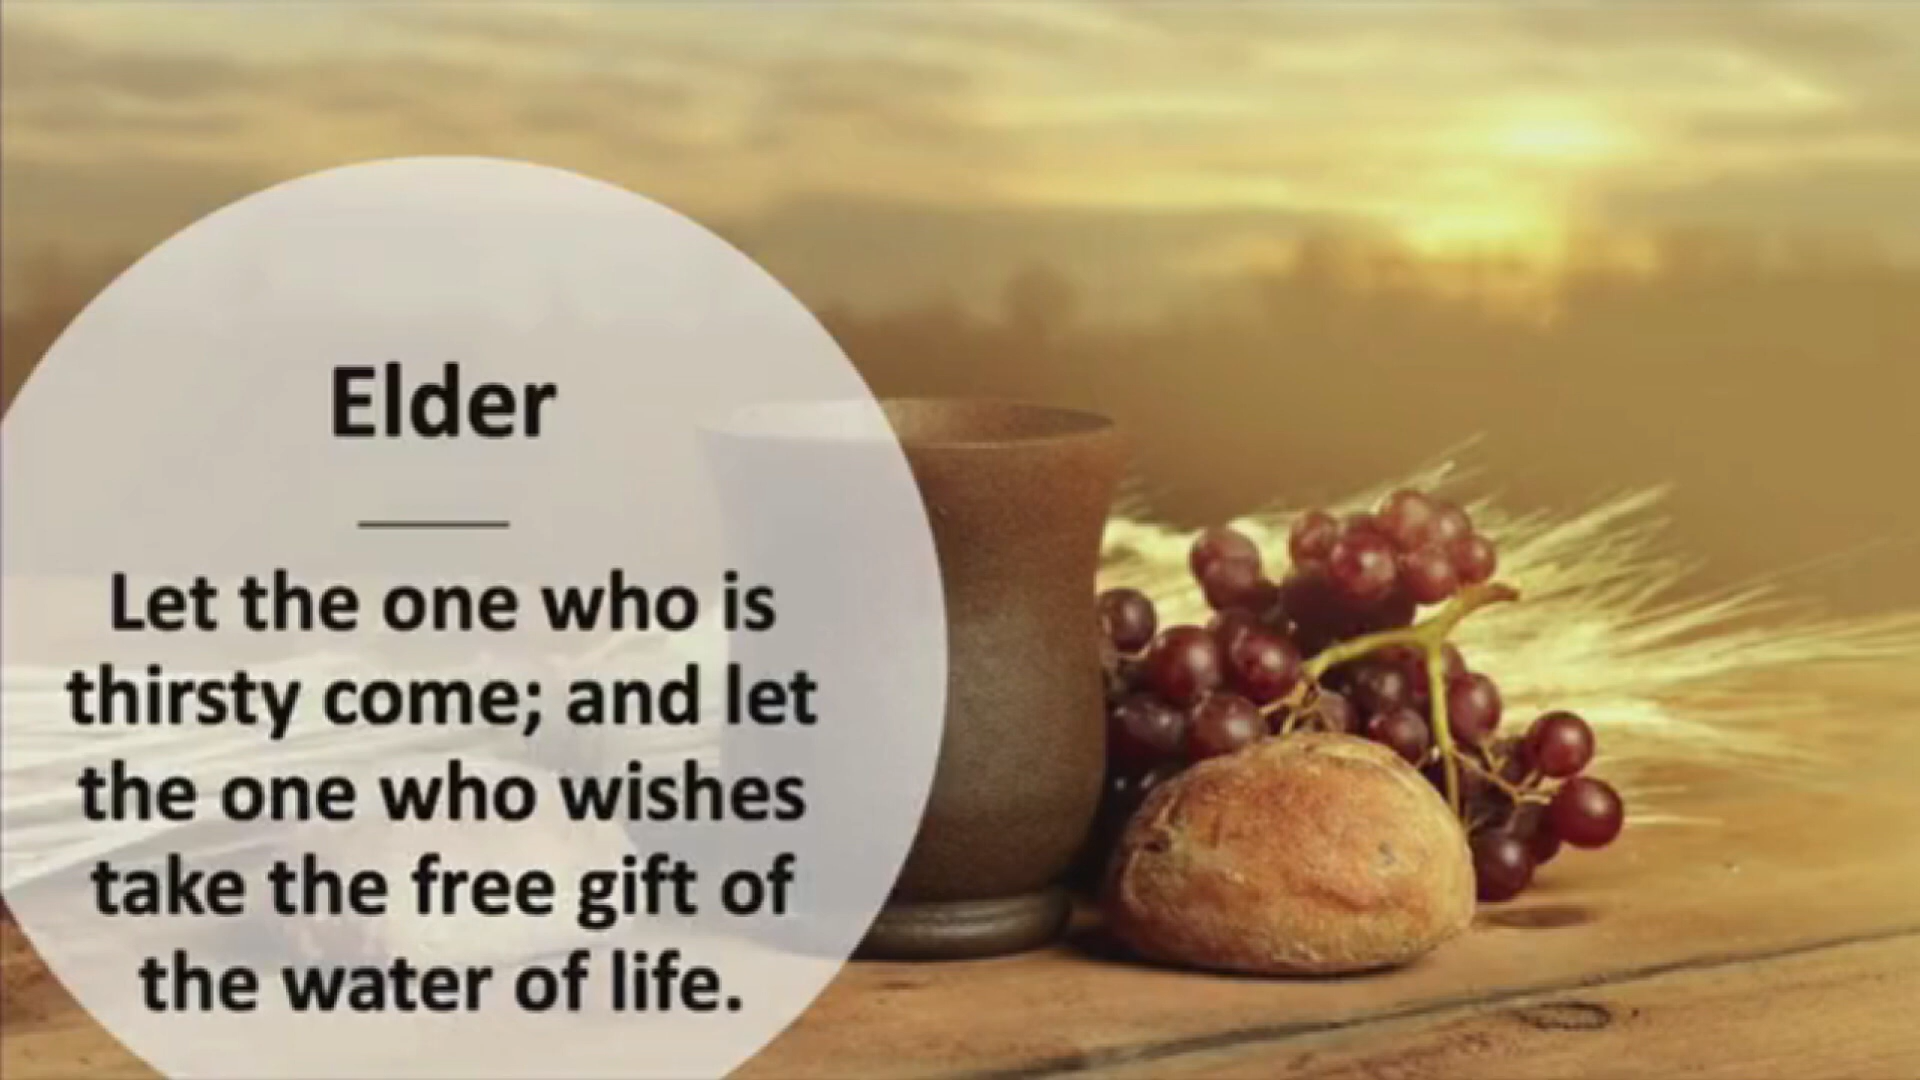 Elder
Let the one who is
thirsty come; and let
the one who wishes
take the free gift of
the water of life.